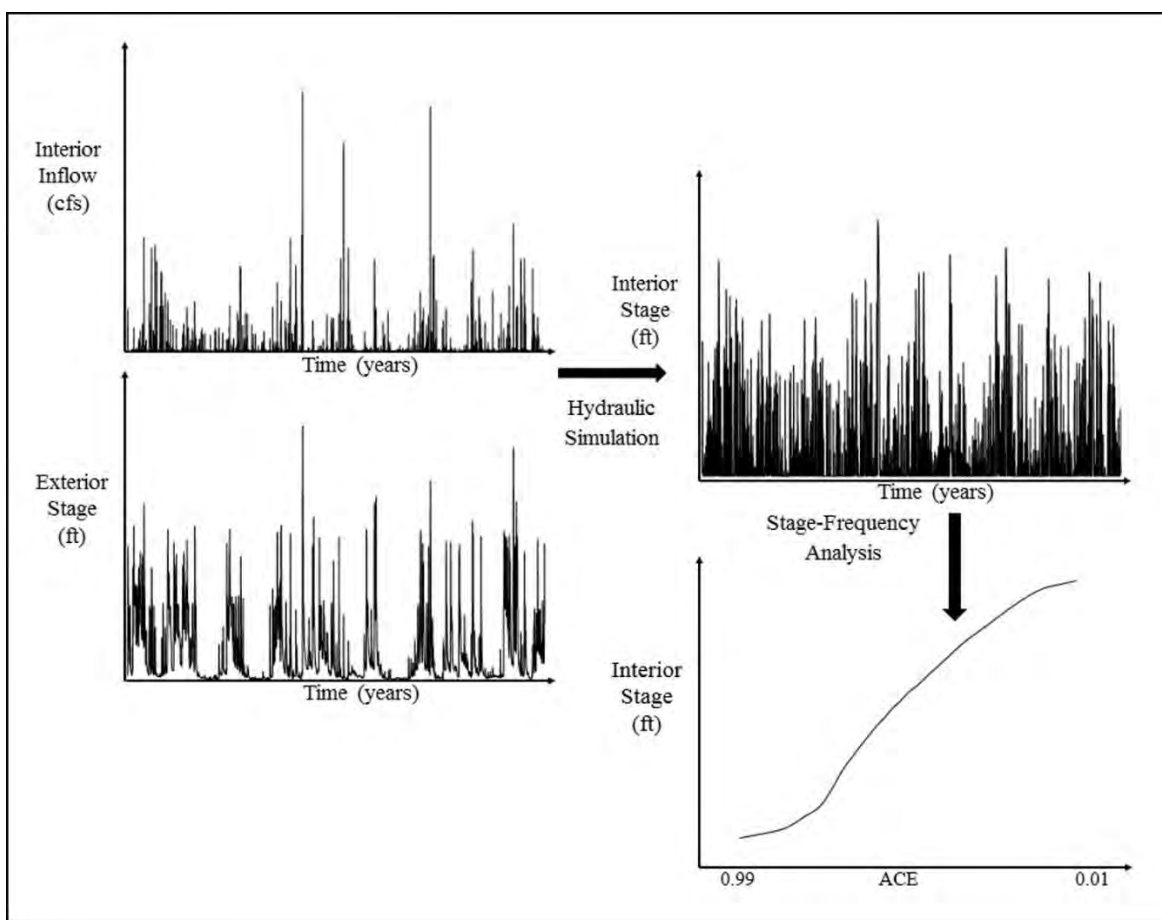 Interior
Inflow
(cfs)
Time (years)
Exterior
Stage
(ft)
Time (years)
Hydraulic
Simulation
Interior
Stage
(ft)
Time (years)
Stage-Frequency
Analysis
Interior
Stage
(ft)
0.99 ACE 0.01